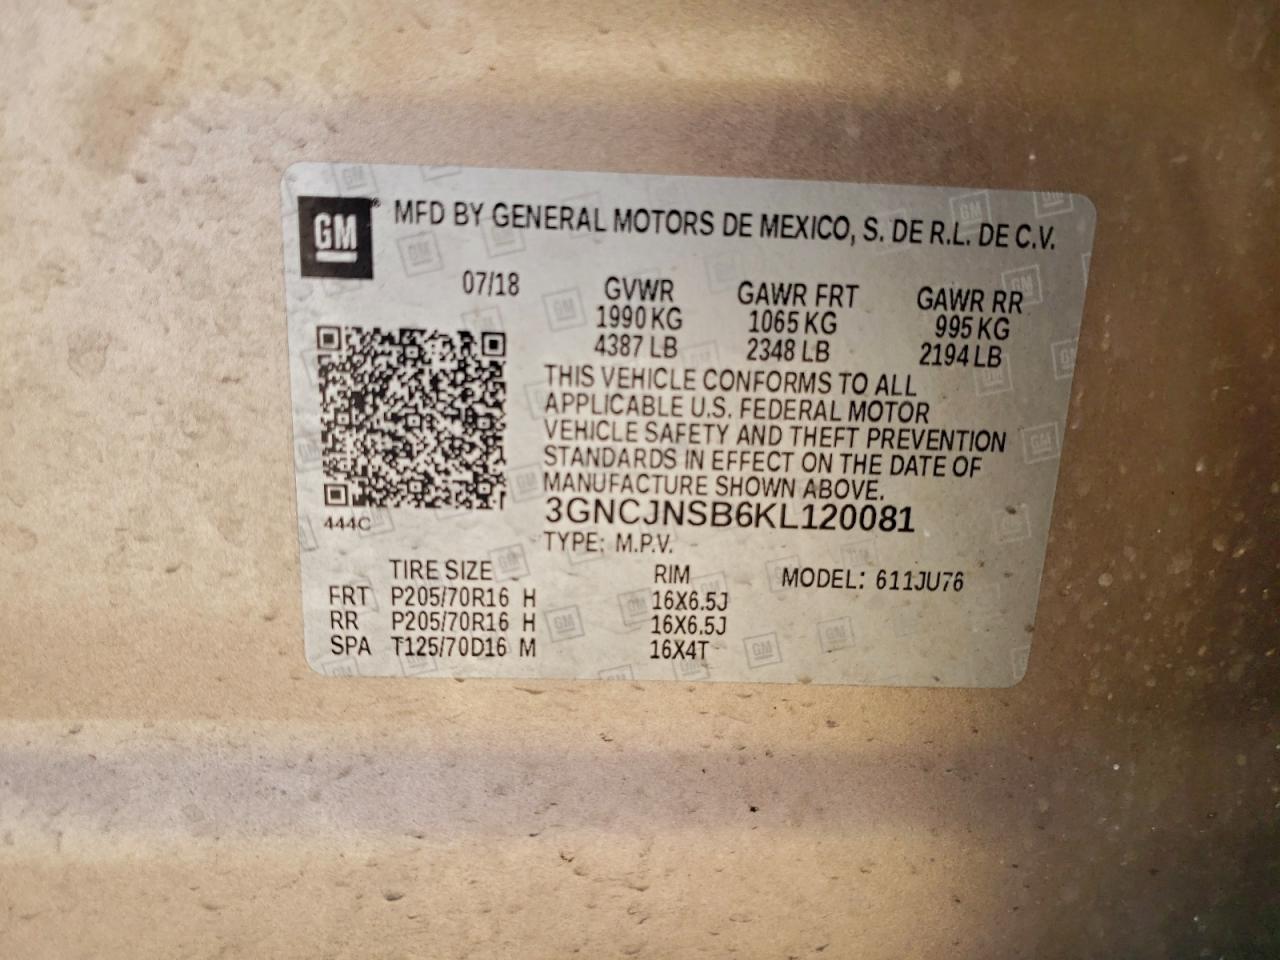 GM® MFD BY GENERAL MOTORS DE MEXICO, S. DE R.L. DE C.V.
07/18 GVWR GAWR FRT GAWR RR
1990 KG 1065 KG 995 KG
4387 LB 2348 LB 2194 LB
THIS VEHICLE CONFORMS TO ALL
APPLICABLE U.S. FEDERAL MOTOR
VEHICLE SAFETY AND THEFT PREVENTION
STANDARDS IN EFFECT ON THE DATE OF
MANUFACTURE SHOWN ABOVE.
444C 3GNCJNSB6KL120081
TYPE: M.P.V.
TIRE SIZE RIM MODEL: 611JU76
FRT P205/70R16 H 16X6.5J
RR P205/70R16 H 16X6.5J
SPA T125/70D16 M 16X4T